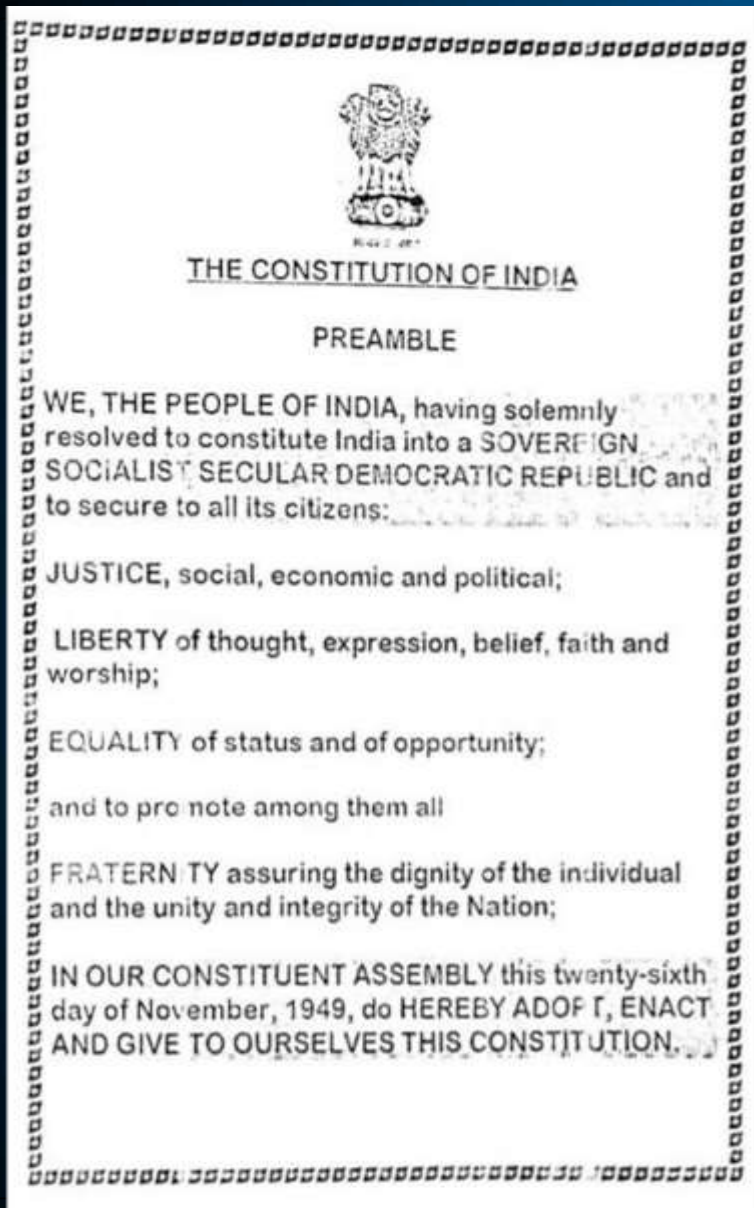 THE CONSTITUTION OF INDIA
PREAMBLE
WE, THE PEOPLE OF INDIA, having solemnly
resolved to constitute India into a SOVEREIGN
SOCIALIST SECULAR DEMOCRATIC REPUBLIC and
to secure to all its citizens:
JUSTICE, social, economic and political;
LIBERTY of thought, expression, belief, faith and
worship;
EQUALITY of status and of opportunity;
and to promote among them all
FRATERNITY assuring the dignity of the individual
and the unity and integrity of the Nation;
IN OUR CONSTITUENT ASSEMBLY this twenty-sixth
day of November, 1949, do HEREBY ADOPT, ENACT
AND GIVE TO OURSELVES THIS CONSTITUTION.